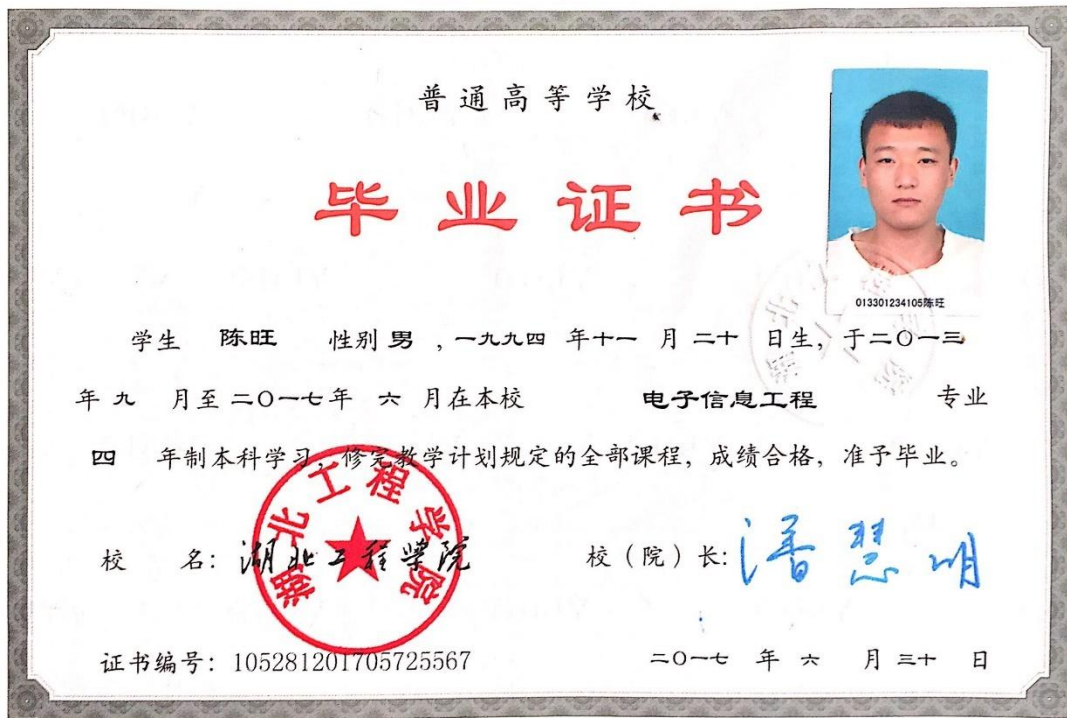 普通高等学校
毕业证书
013301234105陈旺
学生 陈旺 性别 男 ，一九九四 年十一 月 二十 日生，于二〇一三
年 九 月至 二〇一七年 六 月在本校 电子信息工程 专业
四 年制本科学习，修完教学计划规定的全部课程，成绩合格，准予毕业。
湖北工程学院
校 名：湖北工程学院
校（院）长：潘慧明
证书编号：105281201705725567
二〇一七 年 六 月 三十 日